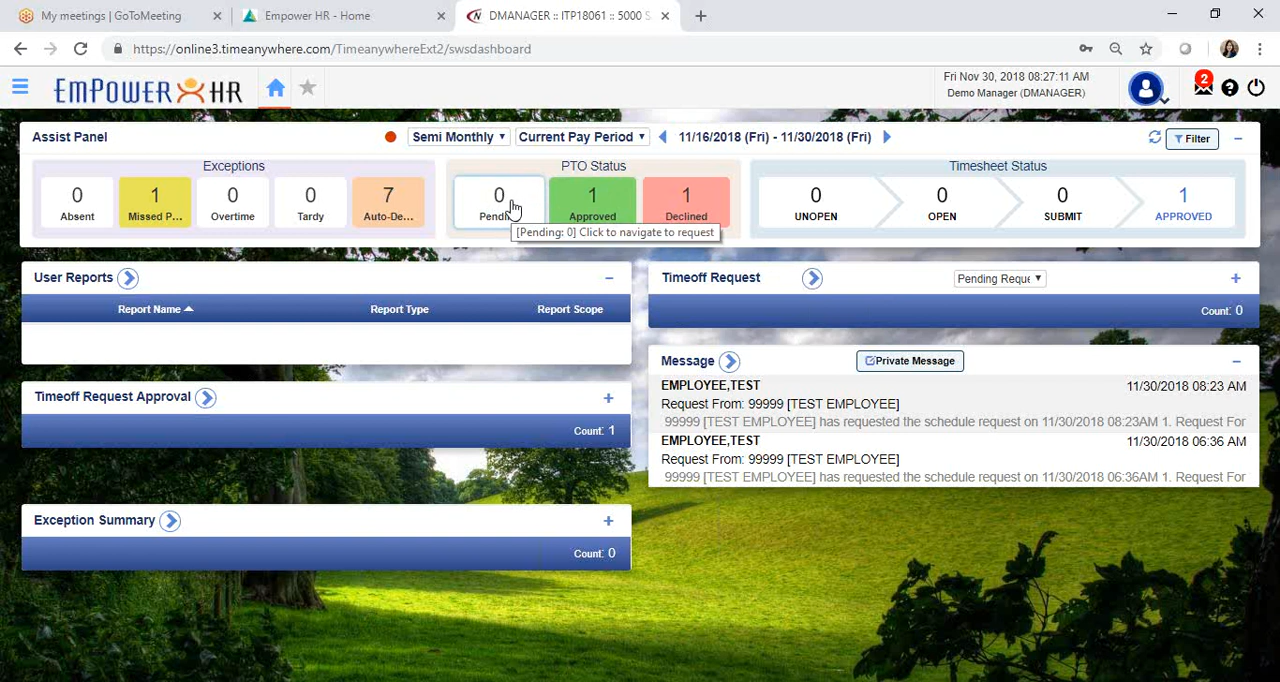 My meetings | GoToMeeting
Empower HR - Home
DMANAGER :: ITP18061 :: 5000 S
https://online3.timeanywhere.com/TimeanywhereExt2/swsdashboard
EMPOWER HR
Fri Nov 30, 2018 08:27:11 AM
Demo Manager (DMANAGER)
2
Assist Panel
Semi Monthly
Current Pay Period
11/16/2018 (Fri) - 11/30/2018 (Fri)
Filter
Exceptions
PTO Status
Timesheet Status
0 1 0 0 7
Absent Missed P... Overtime Tardy Auto-De...
0 1 1
Approved Declined
0 0 0 1
UNOPEN OPEN SUBMIT APPROVED
[Pending: 0] Click to navigate to request
User Reports
Report Name Report Type Report Scope
Timeoff Request
Pending Reque
Count: 0
Message
Private Message
EMPLOYEE,TEST 11/30/2018 08:23 AM
Request From: 99999 [TEST EMPLOYEE]
99999 [TEST EMPLOYEE] has requested the schedule request on 11/30/2018 08:23AM 1. Request For
EMPLOYEE,TEST 11/30/2018 06:36 AM
Request From: 99999 [TEST EMPLOYEE]
99999 [TEST EMPLOYEE] has requested the schedule request on 11/30/2018 06:36AM 1. Request For
Timeoff Request Approval
Count: 1
Exception Summary
Count: 0